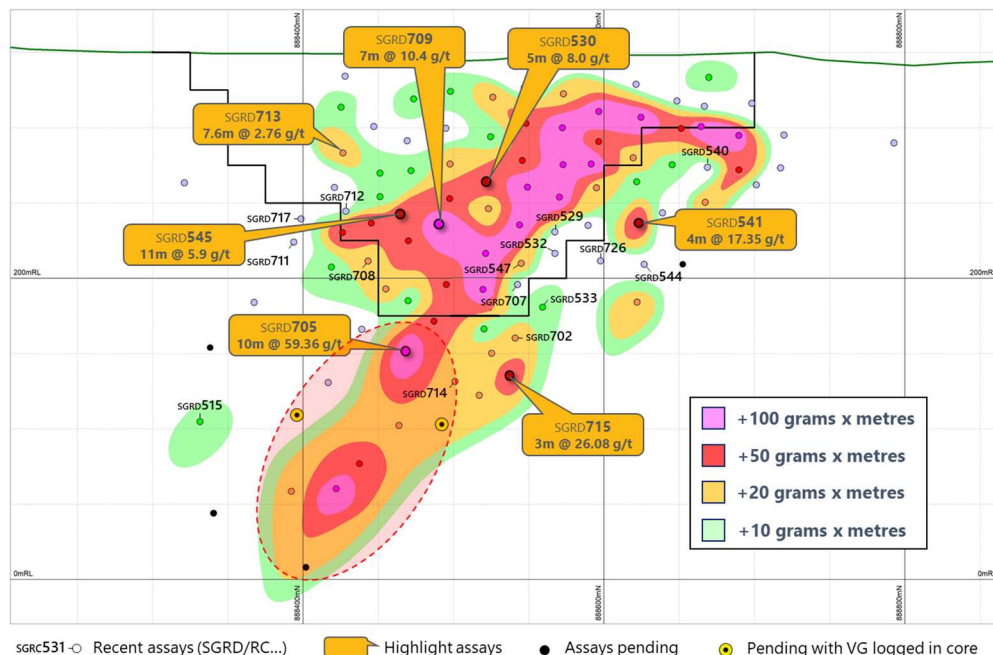 888400mN
888600mN
888800mN
SGRD709
7m @ 10.4 g/t
SGRD530
5m @ 8.0 g/t
SGRD713
7.6m @ 2.76 g/t
SGRD540
SGRD712
SGRD717
SGRD529
SGRD541
4m @ 17.35 g/t
SGRD545
11m @ 5.9 g/t
SGRD532
SGRD726
SGRD711
SGRD708
SGRD547
SGRD544
200mRL
200mRL
SGRD707
SGRD533
SGRD705
10m @ 59.36 g/t
SGRD702
SGRD714
SGRD515
SGRD715
3m @ 26.08 g/t
+100 grams x metres
+50 grams x metres
+20 grams x metres
+10 grams x metres
0mRL
0mRL
888400mN
888600mN
888800mN
SGRC531 Recent assays (SGRD/RC...)
Highlight assays
Assays pending
Pending with VG logged in core